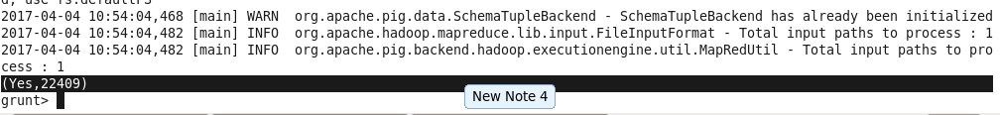 2017-04-04 10:54:04,468 [main] WARN  org.apache.pig.data.SchemaTupleBackend - SchemaTupleBackend has already been initialized
2017-04-04 10:54:04,482 [main] INFO  org.apache.hadoop.mapreduce.lib.input.FileInputFormat - Total input paths to process : 1
2017-04-04 10:54:04,482 [main] INFO  org.apache.pig.backend.hadoop.executionengine.util.MapRedUtil - Total input paths to pro
cess : 1
(Yes,22409)
New Note 4
grunt>